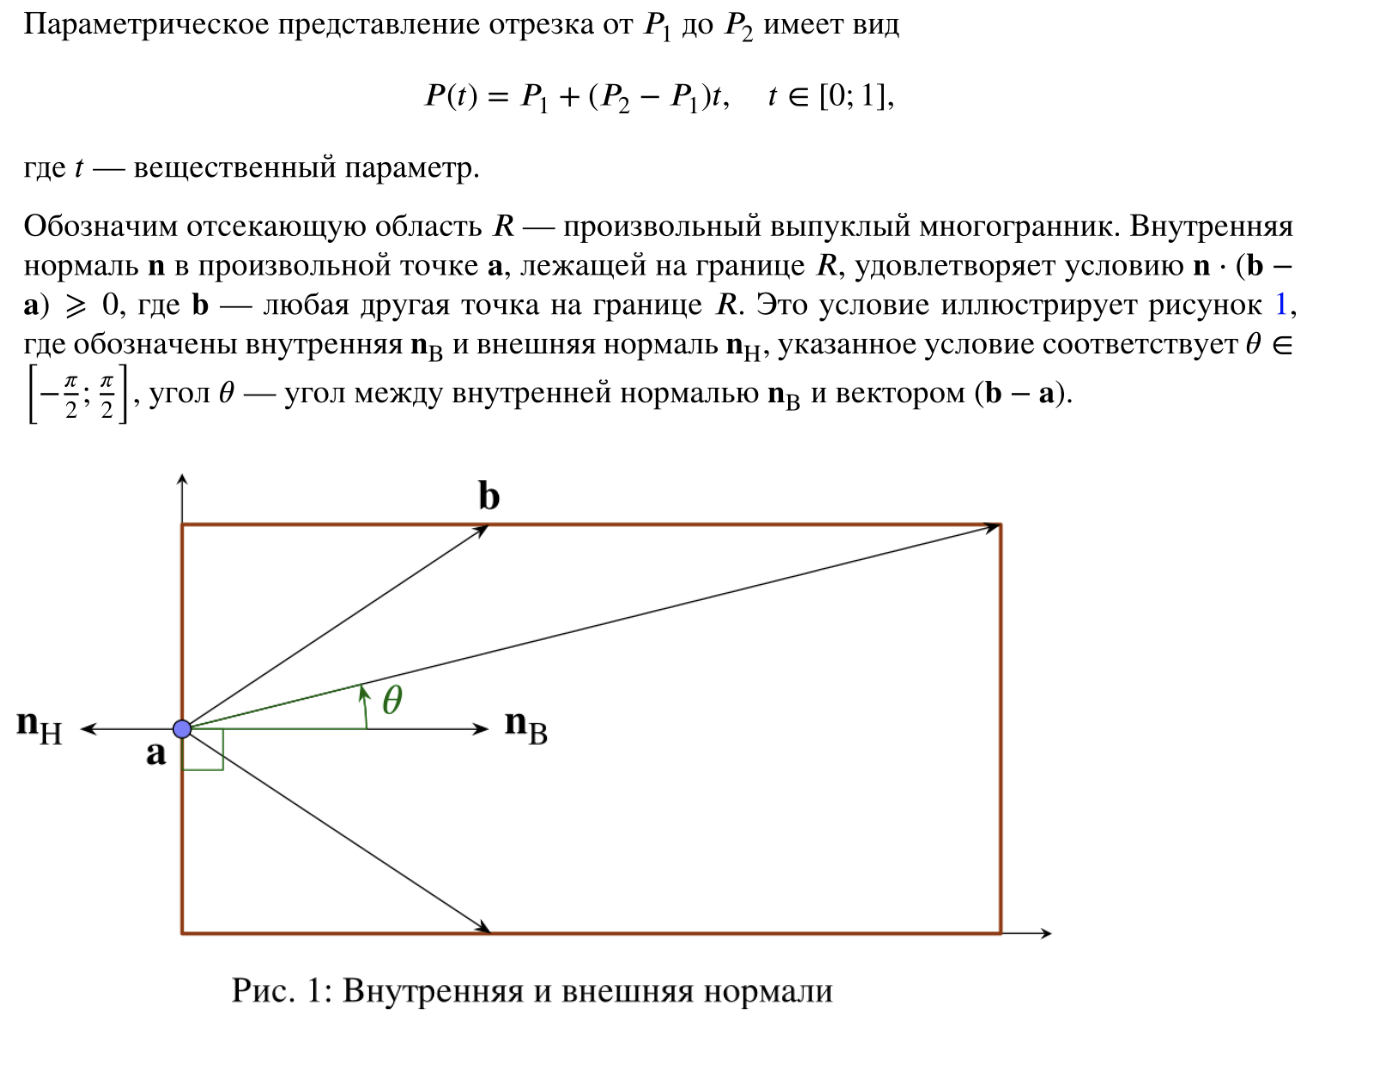 Параметрическое представление отрезка от P₁ до P₂ имеет вид
P(t) = P₁ + (P₂ − P₁)t, t ∈ [0; 1],
где t — вещественный параметр.
Обозначим отсекающую область R — произвольный выпуклый многогранник. Внутренняя
нормаль n в произвольной точке a, лежащей на границе R, удовлетворяет условию n · (b −
a) ⩾ 0, где b — любая другая точка на границе R. Это условие иллюстрирует рисунок 1,
где обозначены внутренняя n_В и внешняя нормаль n_Н, указанное условие соответствует θ ∈
[−π/2; π/2], угол θ — угол между внутренней нормалью n_В и вектором (b − a).
b
θ
n_Н
n_В
a
Рис. 1: Внутренняя и внешняя нормали